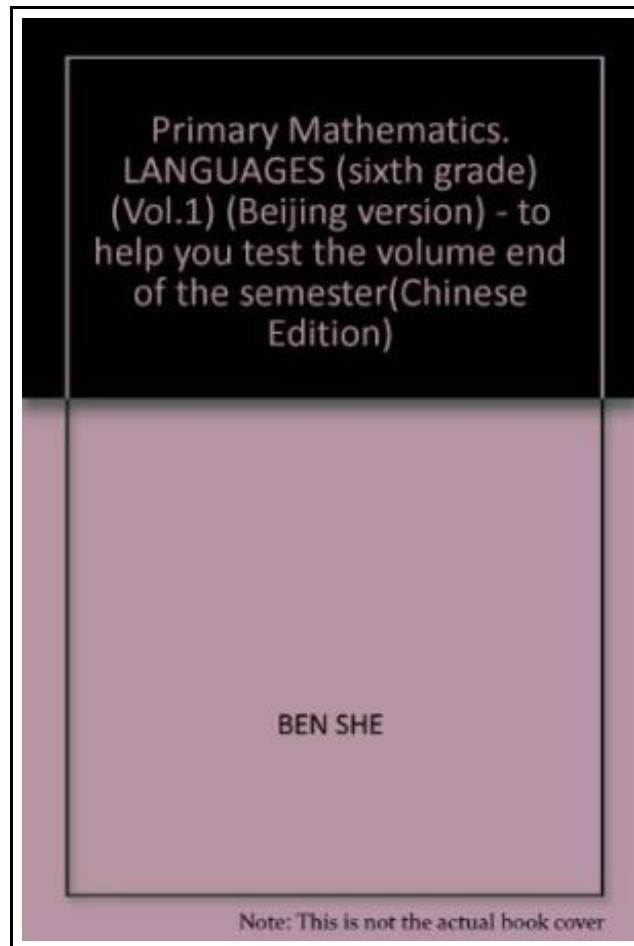 Primary Mathematics.
LANGUAGES (sixth grade)
(Vol.1) (Beijing version) - to
help you test the volume end
of the semester(Chinese
Edition)
BEN SHE
Note: This is not the actual book cover